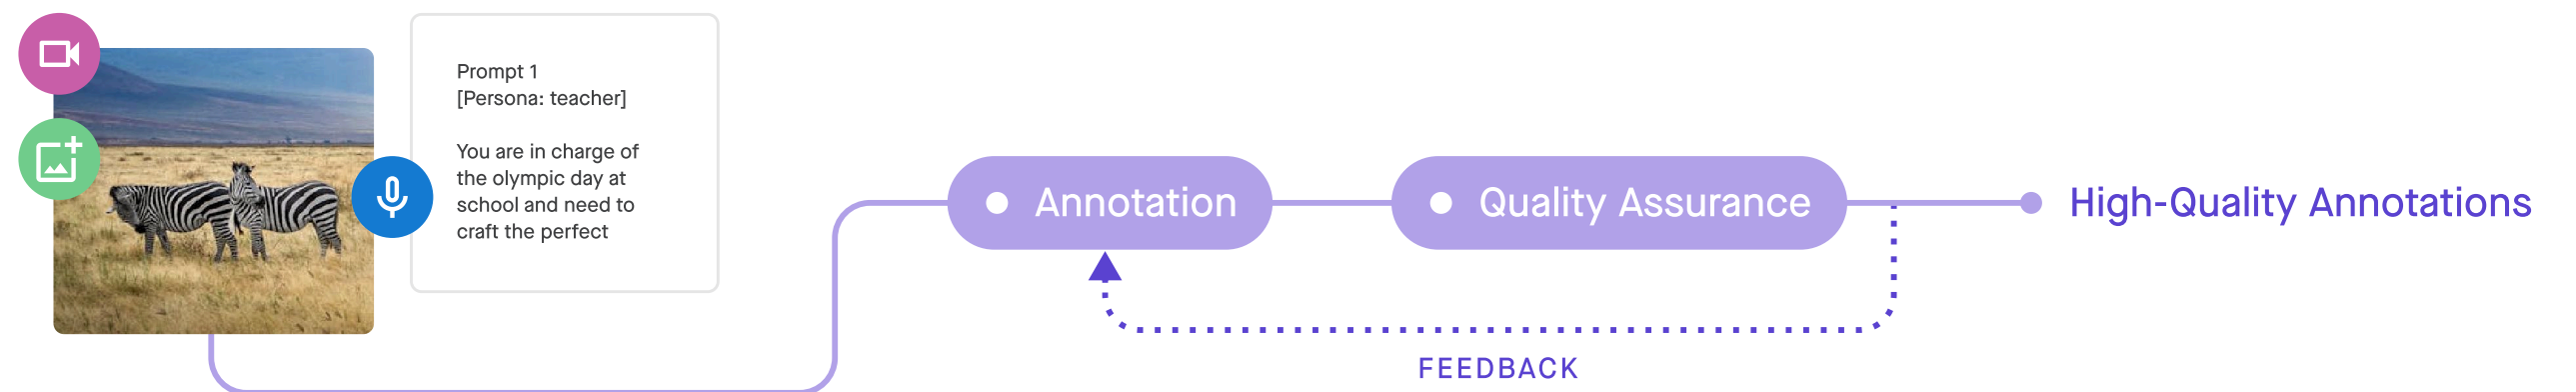 Prompt 1
[Persona: teacher]
You are in charge of
the olympic day at
school and need to
craft the perfect
Annotation
Quality Assurance
High-Quality Annotations
FEEDBACK